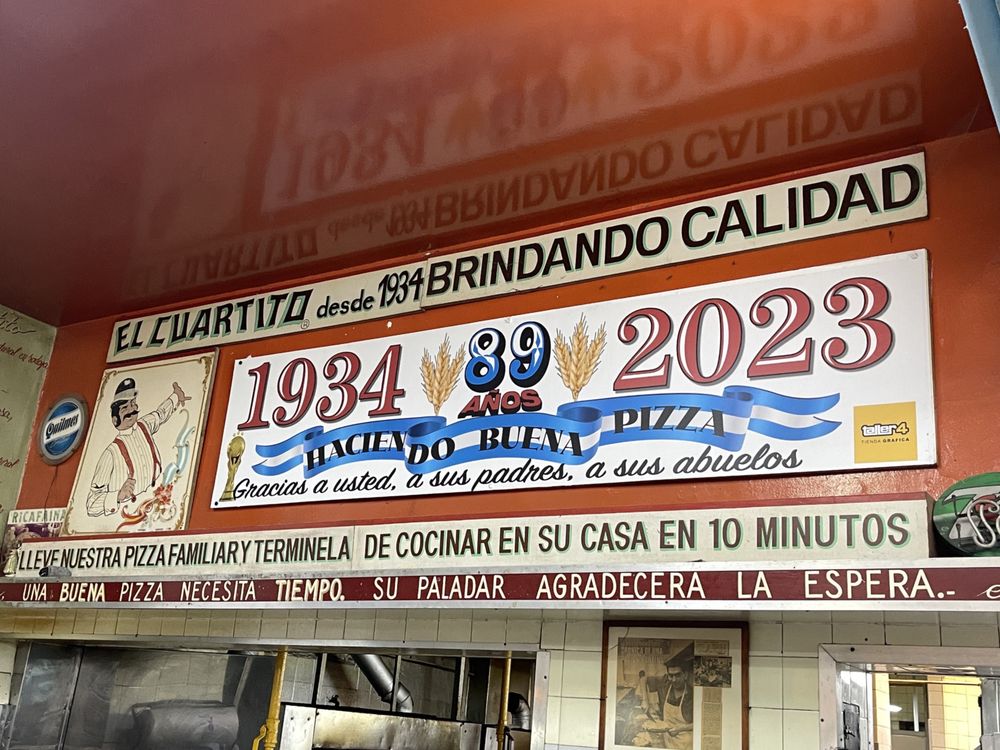 EL CUARTITO desde 1934 BRINDANDO CALIDAD
1934 89 2023
AÑOS
HACIENDO BUENA PIZZA
Gracias a usted, a sus padres, a sus abuelos
taller4
TIENDA GRAFICA
Quilmes
RICA FAINA
LLEVE NUESTRA PIZZA FAMILIAR Y TERMINELA DE COCINAR EN SU CASA EN 10 MINUTOS
UNA BUENA PIZZA NECESITA TIEMPO. SU PALADAR AGRADECERA LA ESPERA.-